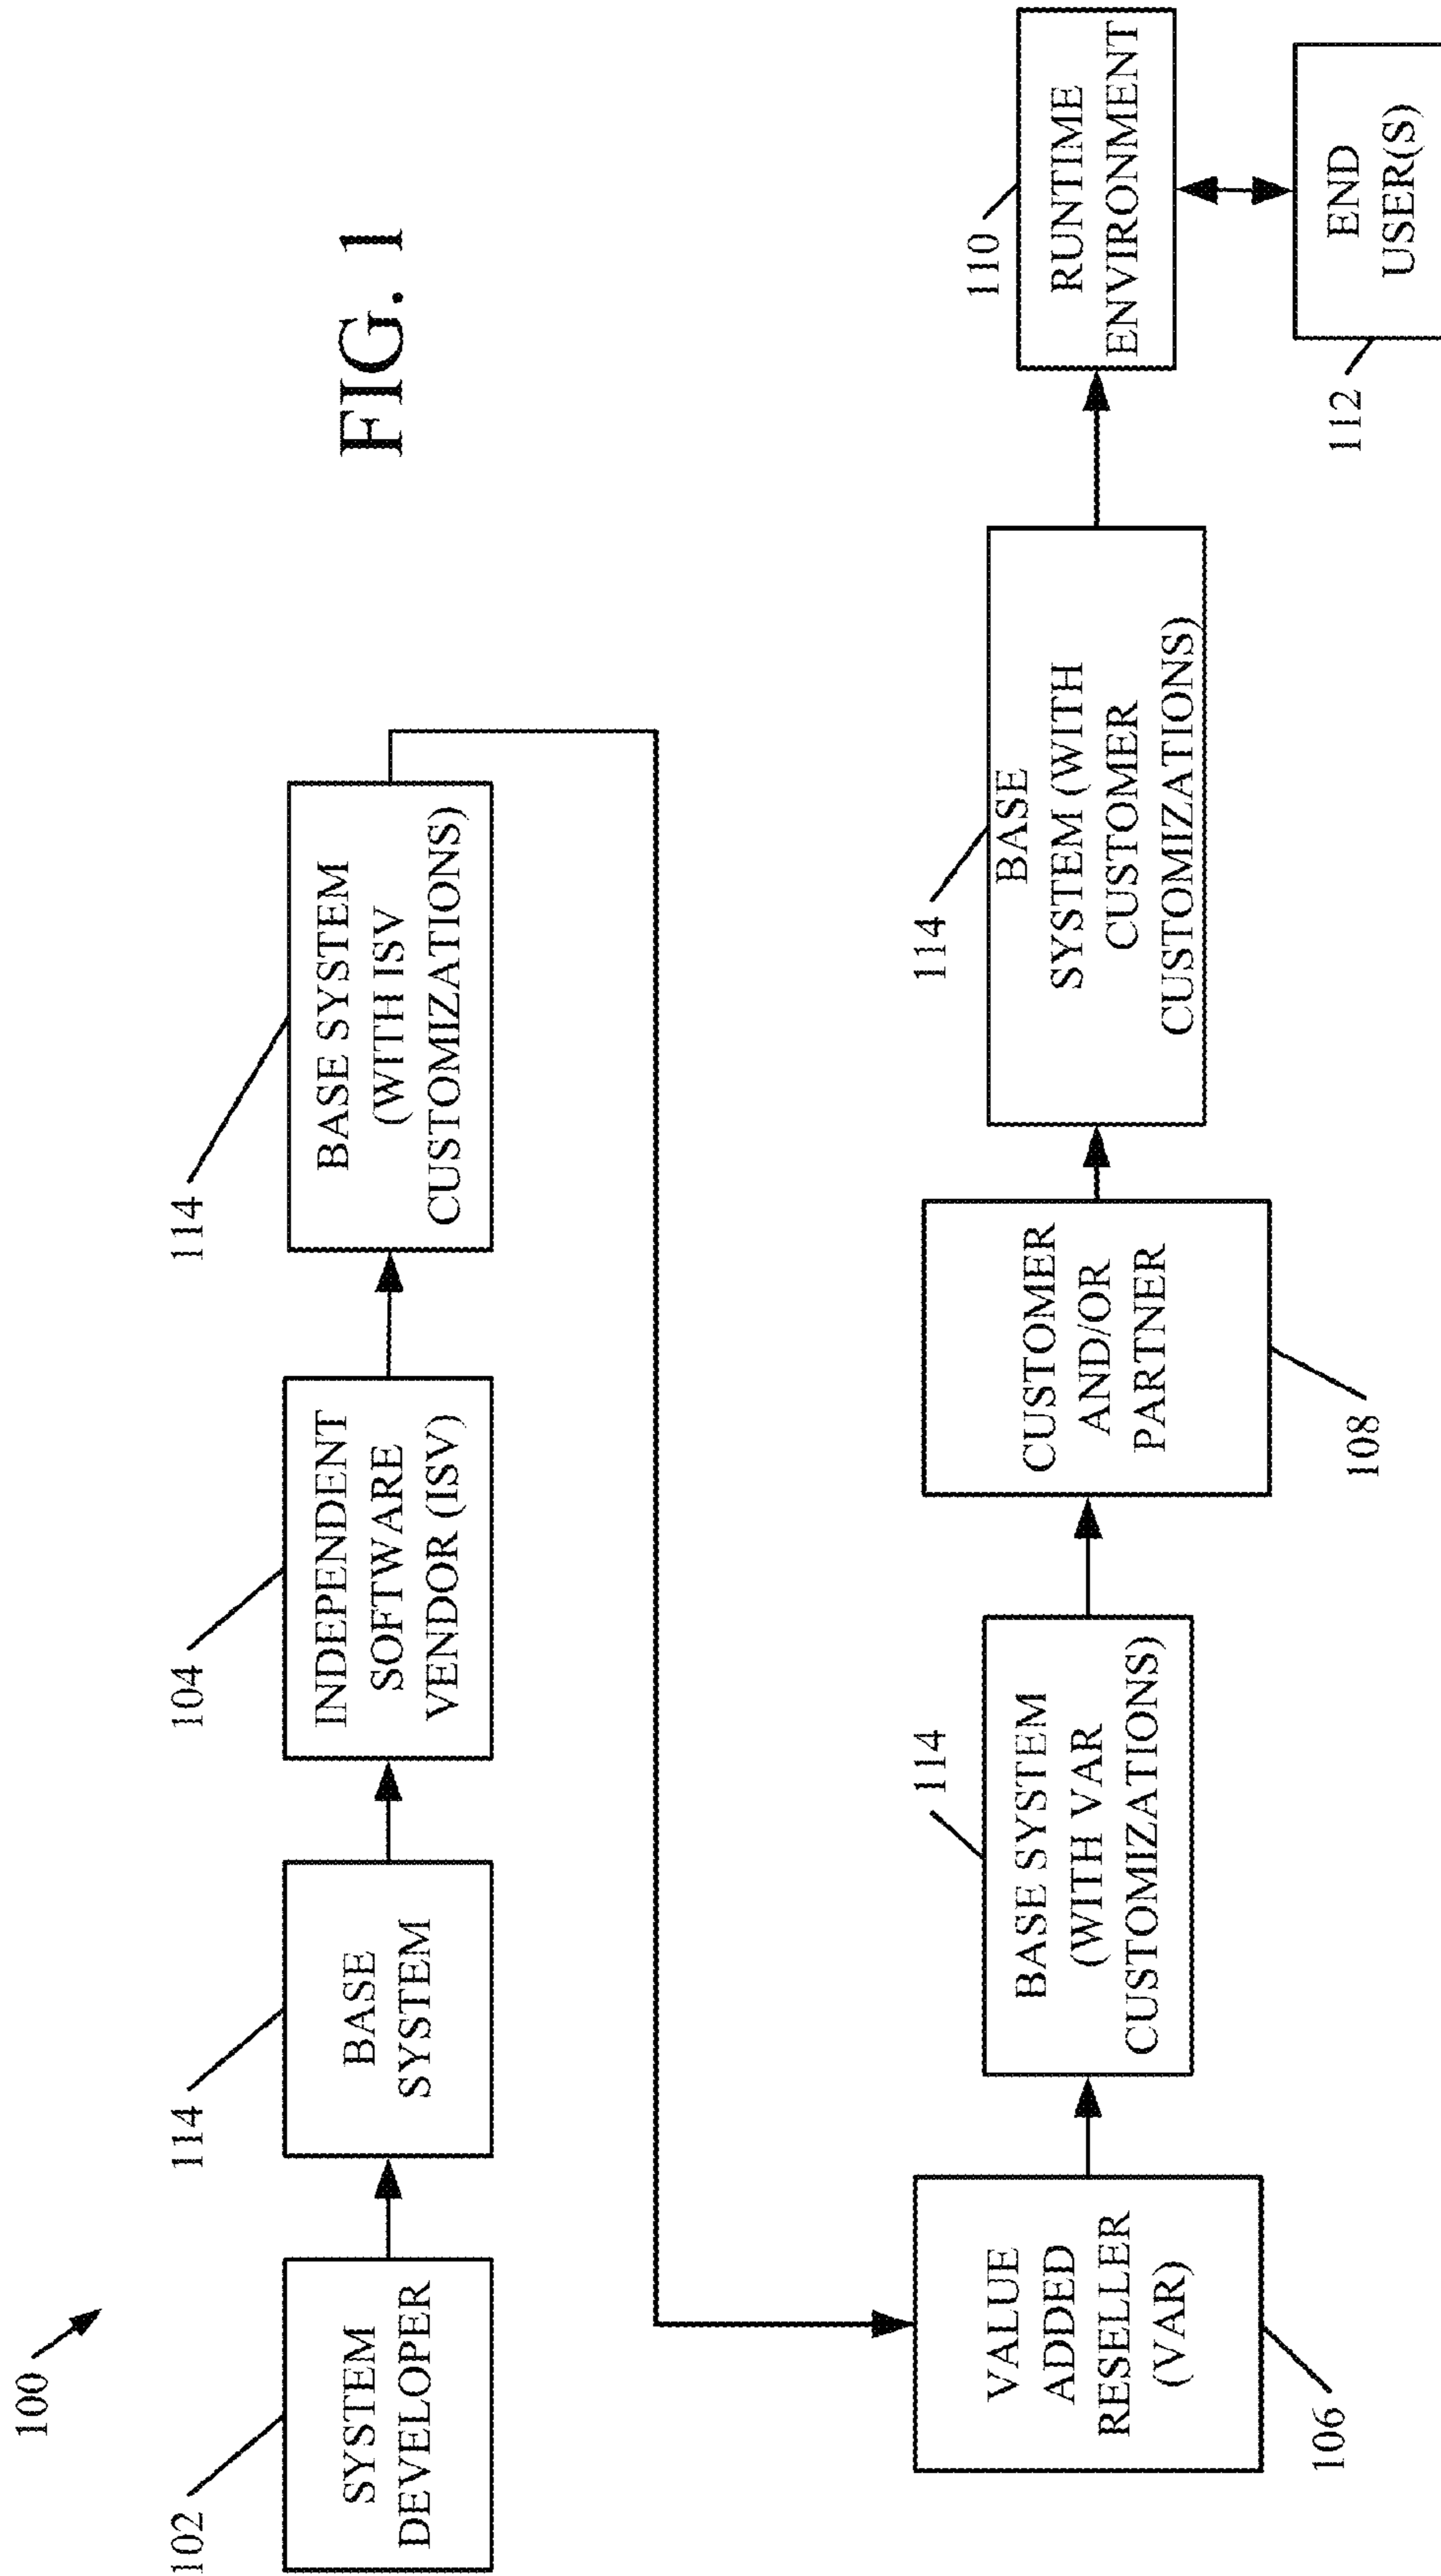 FIG. 1
100
102
SYSTEM
DEVELOPER
114
BASE
SYSTEM
104
INDEPENDENT
SOFTWARE
VENDOR (ISV)
114
BASE SYSTEM
(WITH ISV
CUSTOMIZATIONS)
VALUE
ADDED
RESELLER
(VAR)
106
114
BASE SYSTEM
(WITH VAR
CUSTOMIZATIONS)
CUSTOMER
AND/OR
PARTNER
108
114
BASE
SYSTEM (WITH
CUSTOMER
CUSTOMIZATIONS)
110
RUNTIME
ENVIRONMENT
112
END
USER(S)